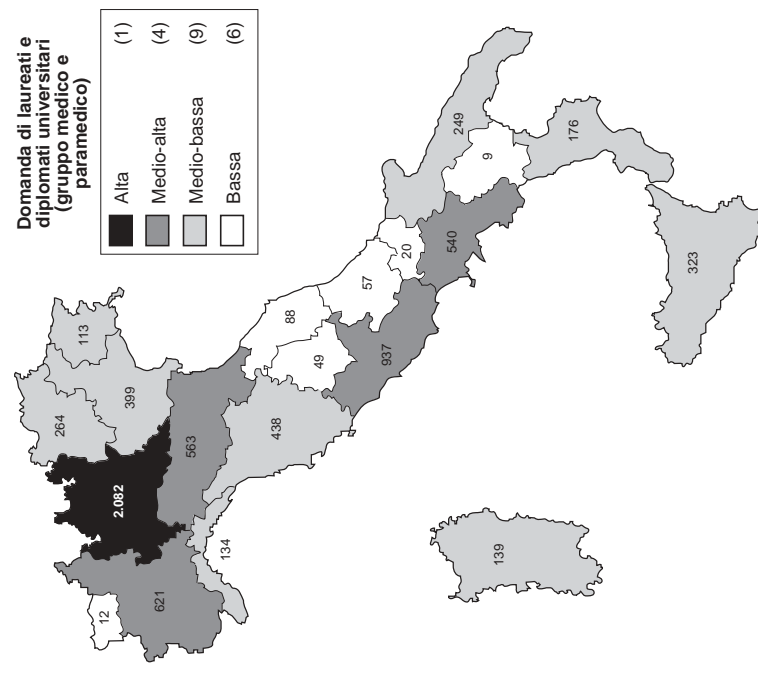 Domanda di laureati e
diplomati universitari
(gruppo medico e
paramedico)
Alta (1)
Medio-alta (4)
Medio-bassa (9)
Bassa (6)
113
264
399
2.082
12
621
563
134
438
88
49
57
937
20
540
249
9
176
323
139